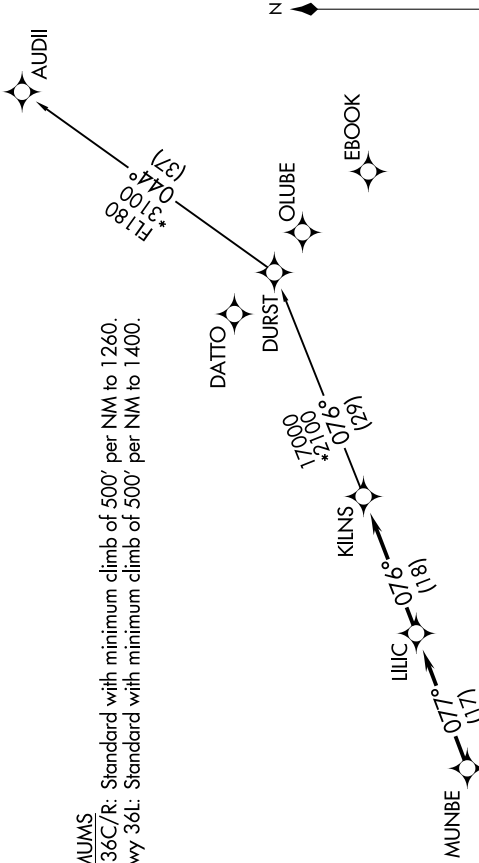 MUMS
36C/R: Standard with minimum climb of 500' per NM to 1260.
wy 36L: Standard with minimum climb of 500' per NM to 1400.
N
AUDII
FL180
*3100
044°
(37)
EBOOK
OLUBE
DURST
DATTO
17000
*2100
076°
(29)
KILNS
076°
(18)
LILIC
077°
(17)
MUNBE